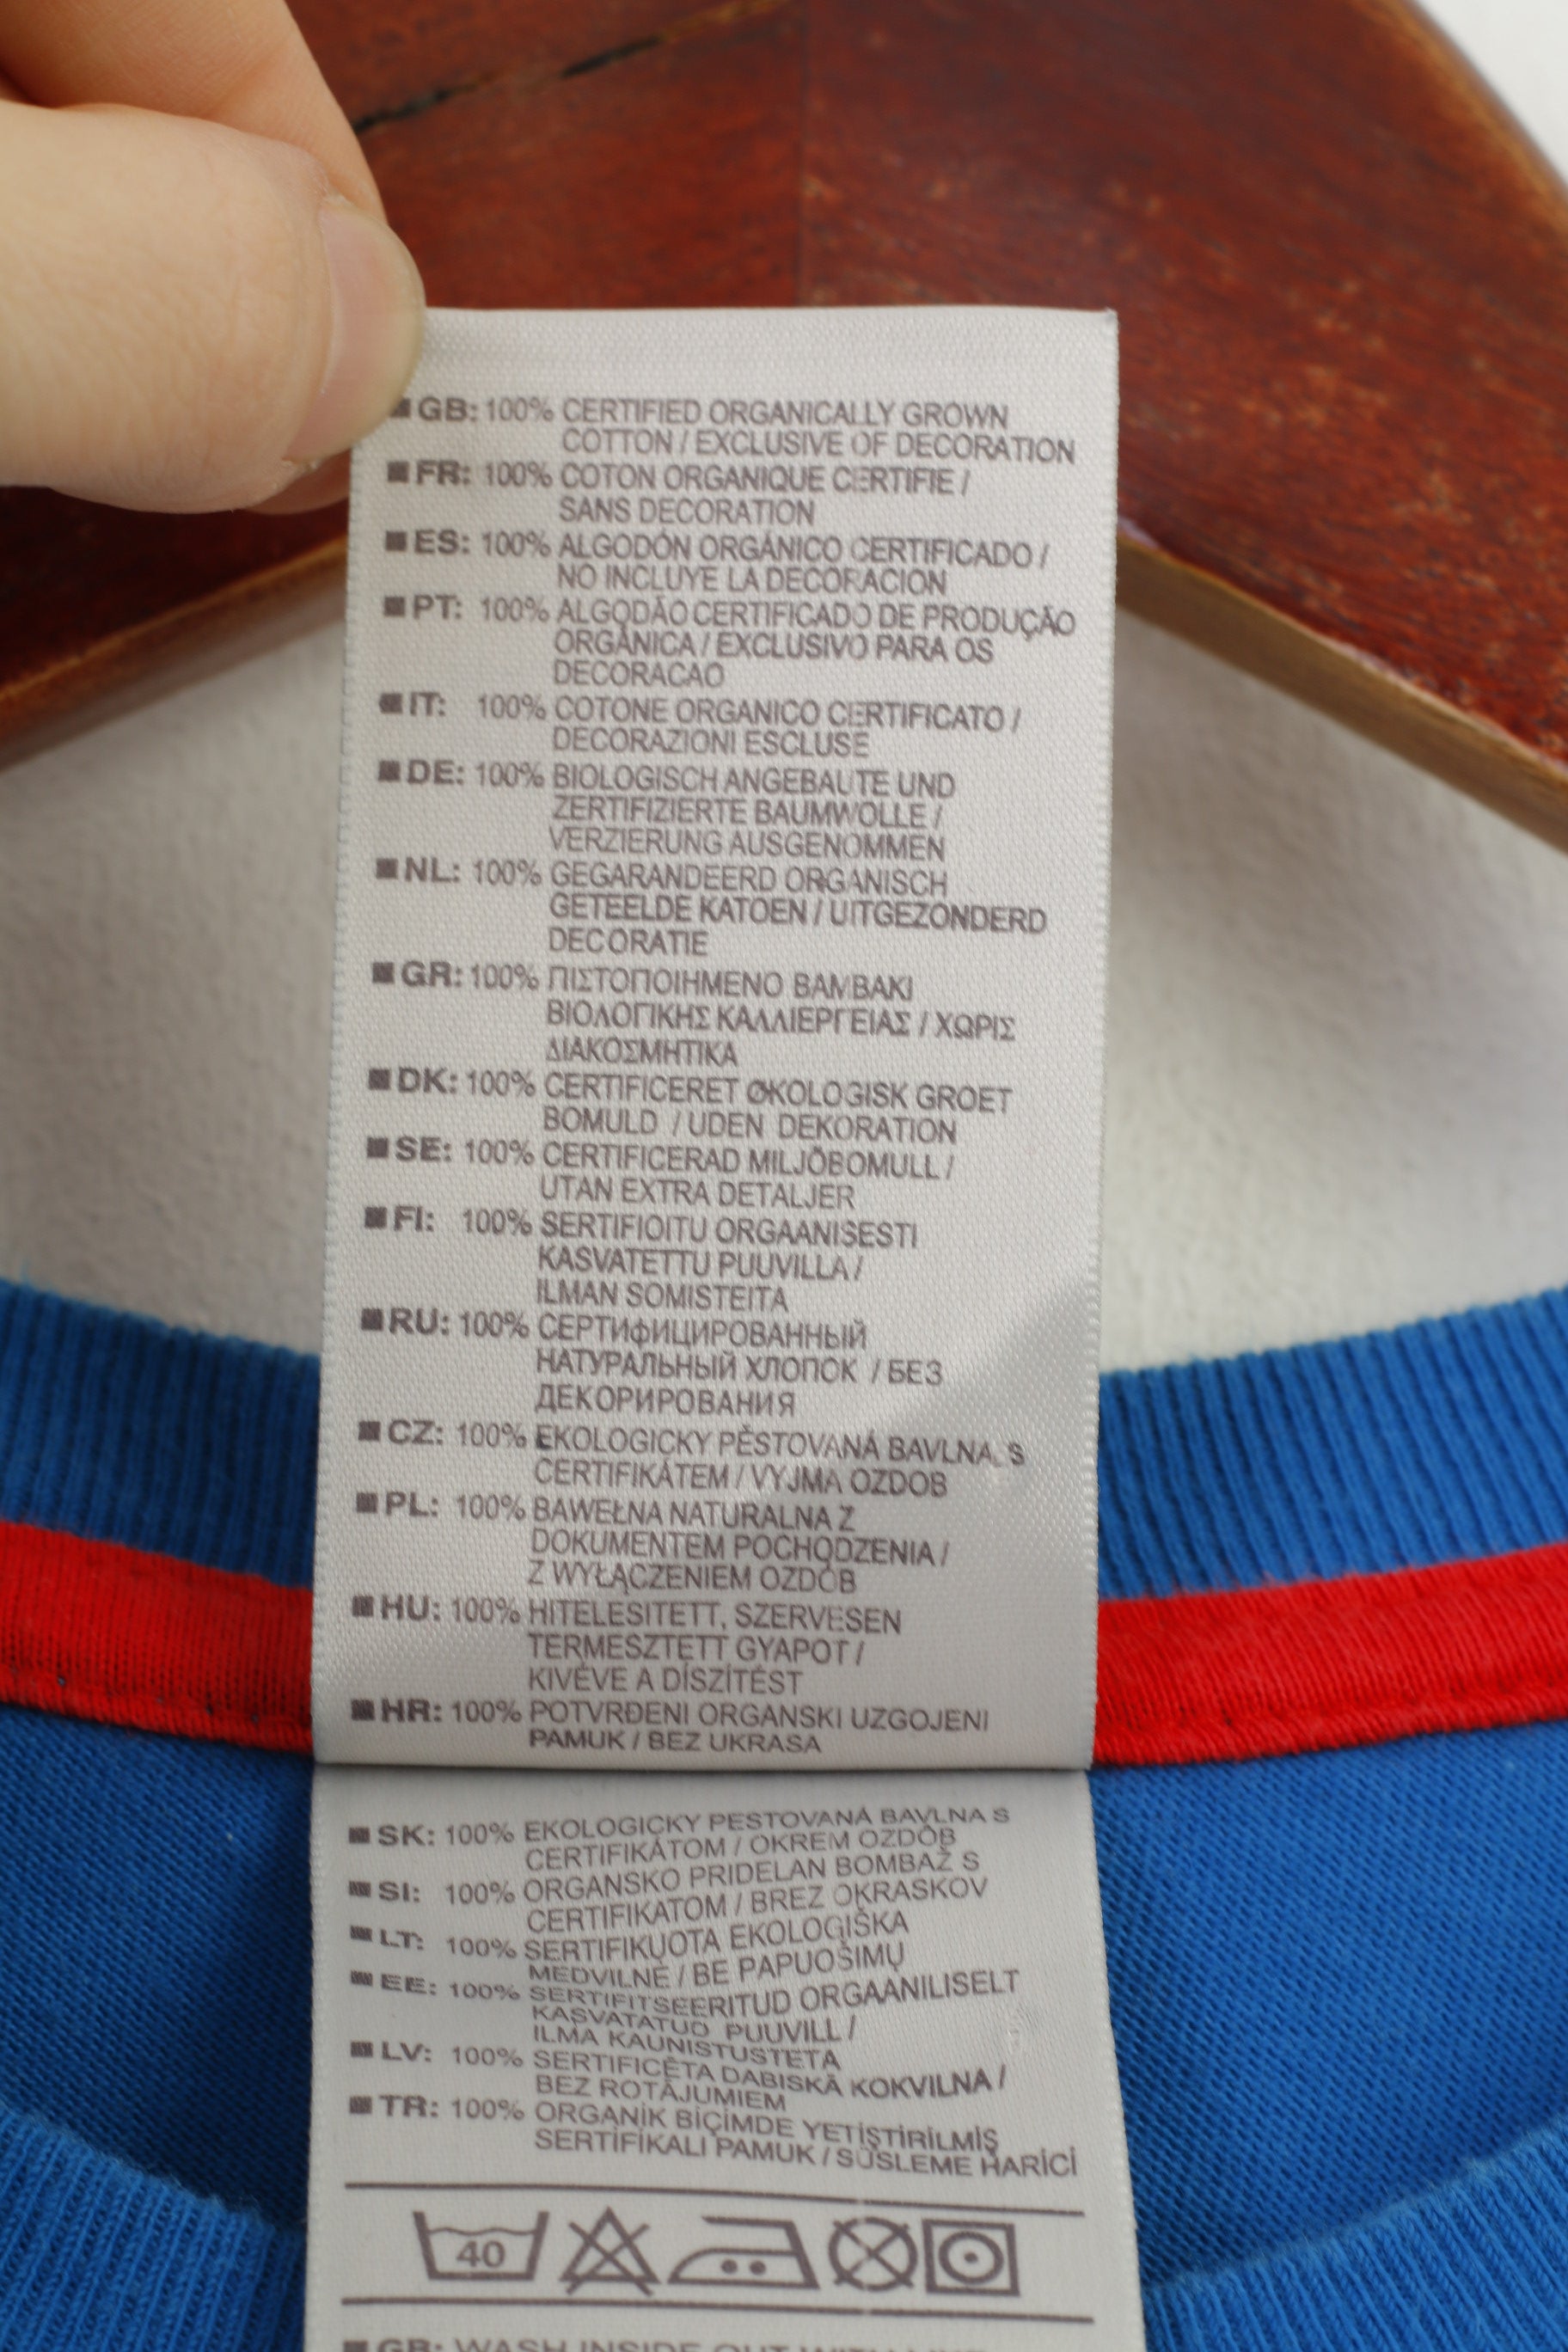 GB: 100% CERTIFIED ORGANICALLY GROWN
COTTON / EXCLUSIVE OF DECORATION
FR: 100% COTON ORGANIQUE CERTIFIE /
SANS DECORATION
ES: 100% ALGODÓN ORGÁNICO CERTIFICADO /
NO INCLUYE LA DECORACION
PT: 100% ALGODÃO CERTIFICADO DE PRODUÇÃO
ORGÂNICA / EXCLUSIVO PARA OS
DECORACAO
IT: 100% COTONE ORGANICO CERTIFICATO /
DECORAZIONI ESCLUSE
DE: 100% BIOLOGISCH ANGEBAUTE UND
ZERTIFIZIERTE BAUMWOLLE /
VERZIERUNG AUSGENOMMEN
NL: 100% GEGARANDEERD ORGANISCH
GETEELDE KATOEN / UITGEZONDERD
DECORATIE
GR: 100% ΠΙΣΤΟΠΟΙΗΜΕΝΟ ΒΑΜΒΑΚΙ
ΒΙΟΛΟΓΙΚΗΣ ΚΑΛΛΙΕΡΓΕΙΑΣ / ΧΩΡΙΣ
ΔΙΑΚΟΣΜΗΤΙΚΑ
DK: 100% CERTIFICERET ØKOLOGISK GROET
BOMULD / UDEN DEKORATION
SE: 100% CERTIFICERAD MILJÖBOMULL /
UTAN EXTRA DETALJER
FI: 100% SERTIFIOITU ORGAANISESTI
KASVATETTU PUUVILLA /
ILMAN SOMISTEITA
RU: 100% СЕРТИФИЦИРОВАННЫЙ
НАТУРАЛЬНЫЙ ХЛОПОК / БЕЗ
ДЕКОРИРОВАНИЯ
CZ: 100% EKOLOGICKY PĚSTOVANÁ BAVLNA, S
CERTIFIKÁTEM / VYJMA OZDOB
PL: 100% BAWEŁNA NATURALNA Z
DOKUMENTEM POCHODZENIA /
Z WYŁĄCZENIEM OZDÓB
HU: 100% HITELESITETT, SZERVESEN
TERMESZTETT GYAPOT /
KIVÉVE A DÍSZÍTÉST
HR: 100% POTVRĐENI ORGANSKI UZGOJENI
PAMUK / BEZ UKRASA
SK: 100% EKOLOGICKY PESTOVANÁ BAVLNA S
CERTIFIKÁTOM / OKREM OZDÔB
SI: 100% ORGANSKO PRIDELAN BOMBAŽ S
CERTIFIKATOM / BREZ OKRASKOV
LT: 100% SERTIFIKUOTA EKOLOGIŠKA
MEDVILNĖ / BE PAPUOŠIMŲ
EE: 100% SERTIFITSEERITUD ORGAANILISELT
KASVATATUD PUUVILL /
ILMA KAUNISTUSTETA
LV: 100% SERTIFICĒTA DABISKĀ KOKVILNA /
BEZ ROTĀJUMIEM
TR: 100% ORGANİK BİÇİMDE YETİŞTİRİLMİŞ
SERTİFİKALI PAMUK / SÜSLEME HARİCİ
40
GB: WASH INSIDE OUT WITH LIKE